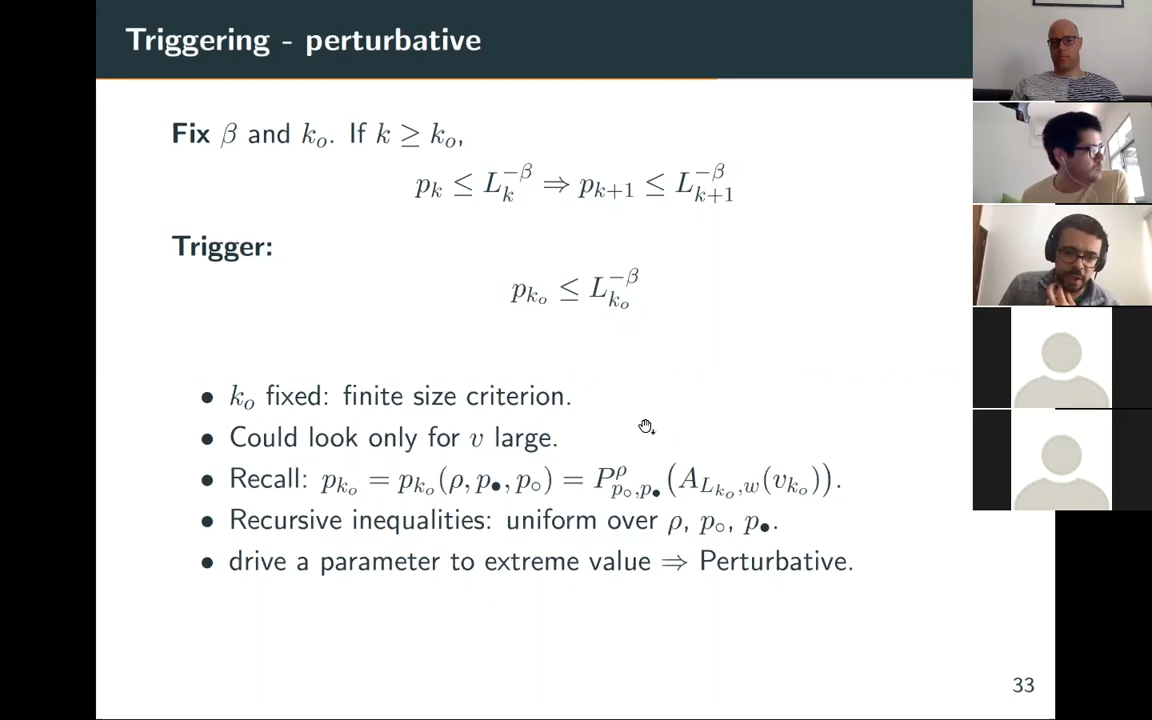 Triggering - perturbative
Fix β and k_o. If k ≥ k_o,
p_k ≤ L_k^{-β} ⇒ p_{k+1} ≤ L_{k+1}^{-β}
Trigger:
p_{k_o} ≤ L_{k_o}^{-β}
• k_o fixed: finite size criterion.
• Could look only for v large.
• Recall: p_{k_o} = p_{k_o}(ρ, p_•, p_○) = P^ρ_{p_○,p_•}(A_{L_{k_o},w}(v_{k_o})).
• Recursive inequalities: uniform over ρ, p_○, p_•.
• drive a parameter to extreme value ⇒ Perturbative.
33